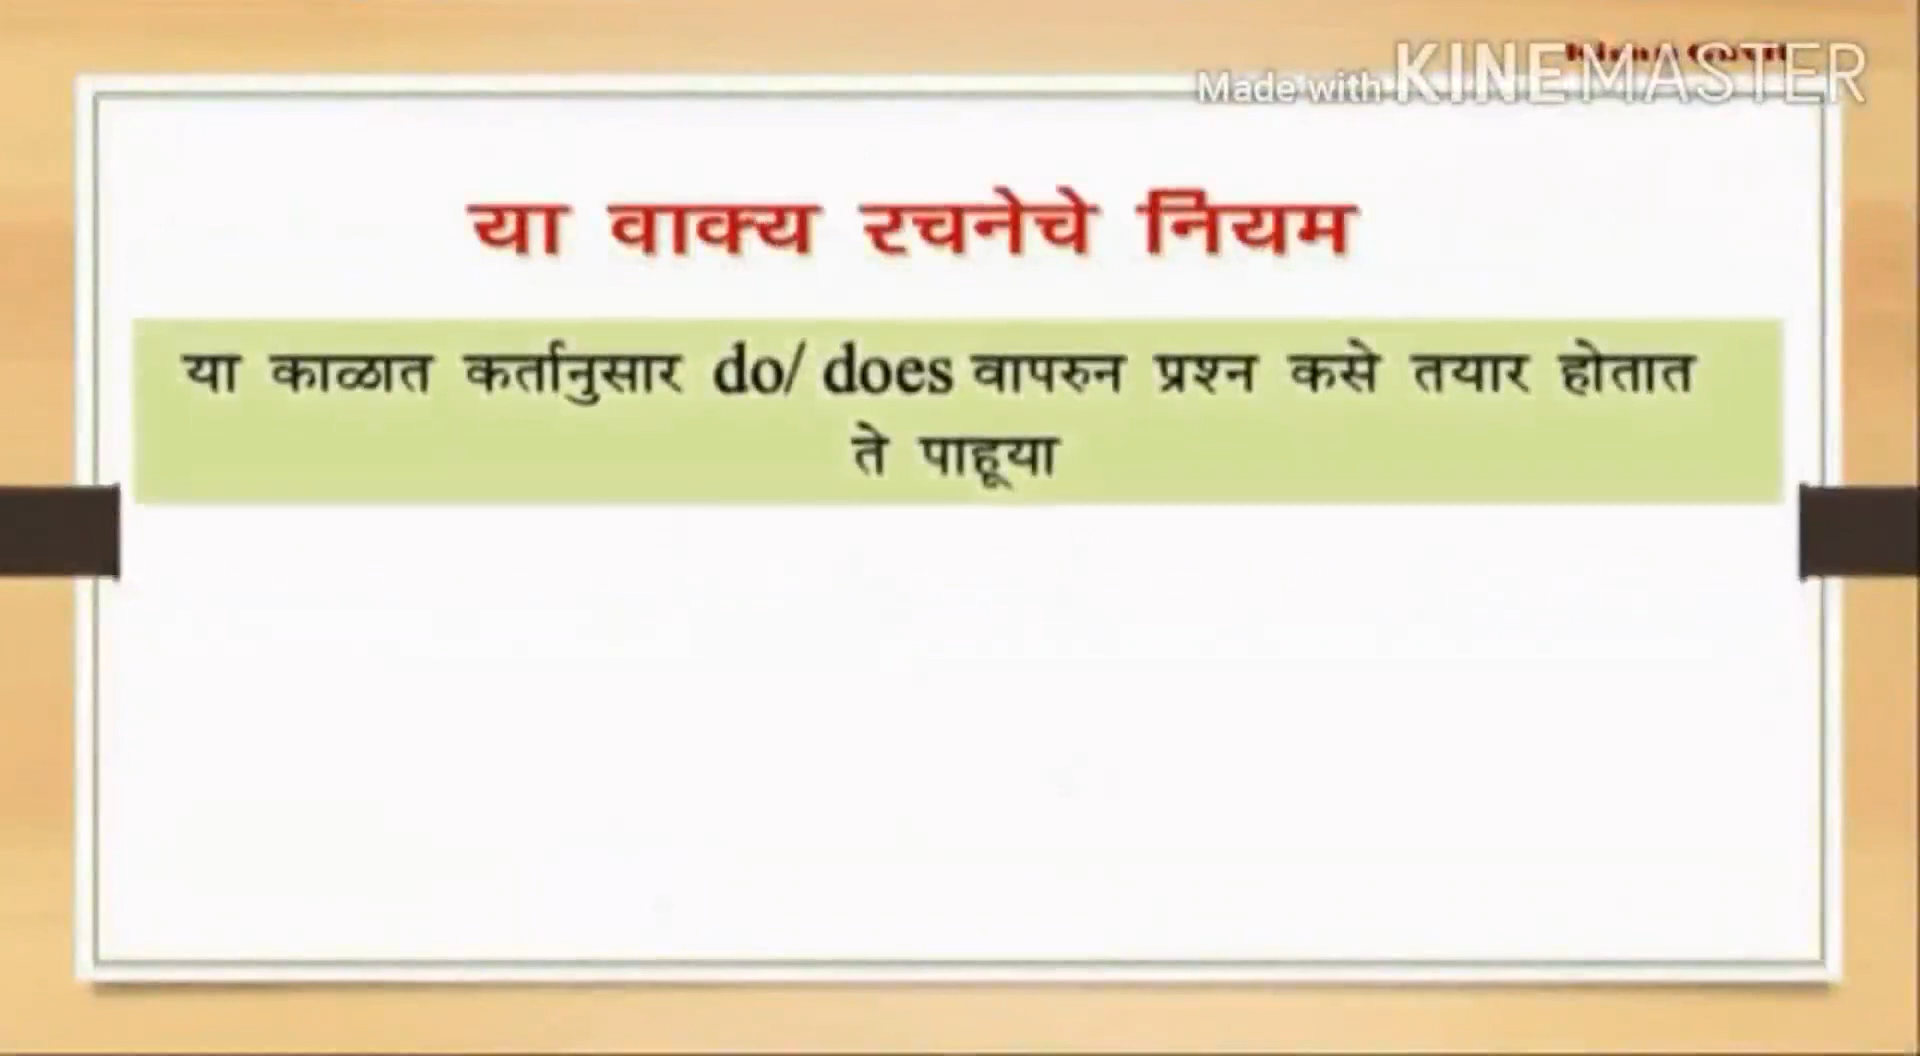 Made with KINEMASTER
या वाक्य रचनेचे नियम
या काळात कर्तानुसार do/ does वापरुन प्रश्न कसे तयार होतात
ते पाहूया